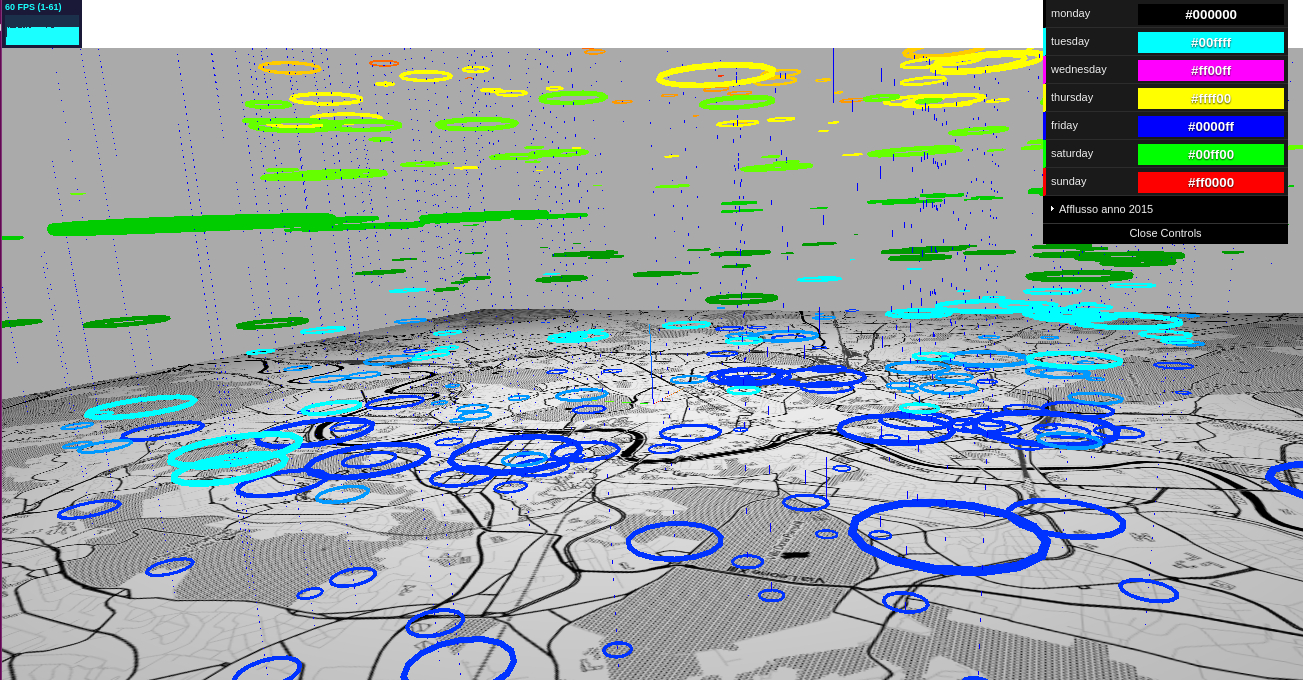 60 FPS (1-61)
monday #000000
tuesday #00ffff
wednesday #ff00ff
thursday #ffff00
friday #0000ff
saturday #00ff00
sunday #ff0000
Afflusso anno 2015
Close Controls